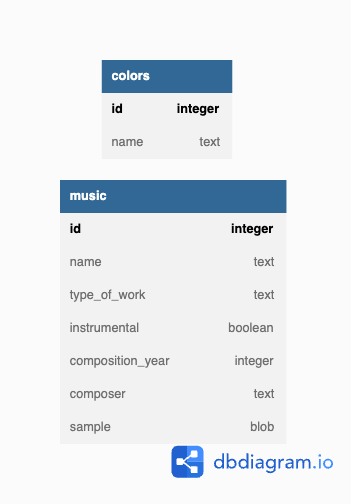 colors
id integer
name text
music
id integer
name text
type_of_work text
instrumental boolean
composition_year integer
composer text
sample blob
dbdiagram.io